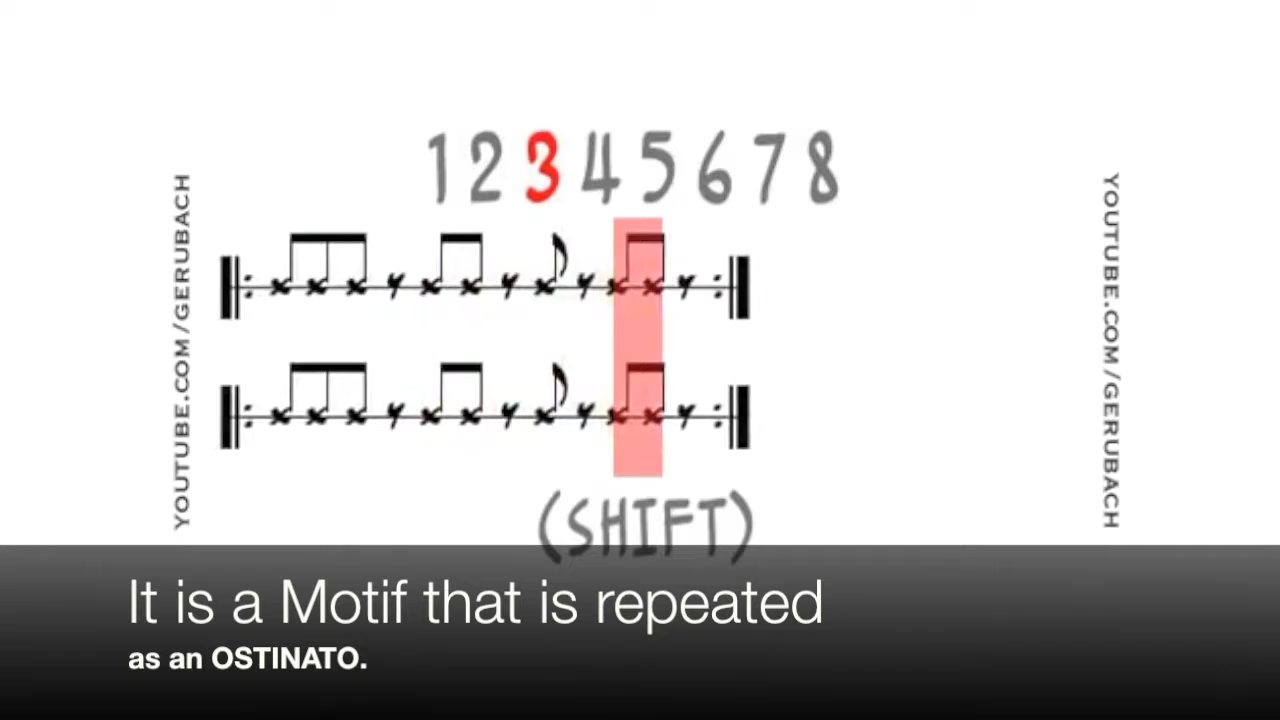 1 2 3 4 5 6 7 8
YOUTUBE.COM/GERUBACH
YOUTUBE.COM/GERUBACH
(SHIFT)
It is a Motif that is repeated
as an OSTINATO.